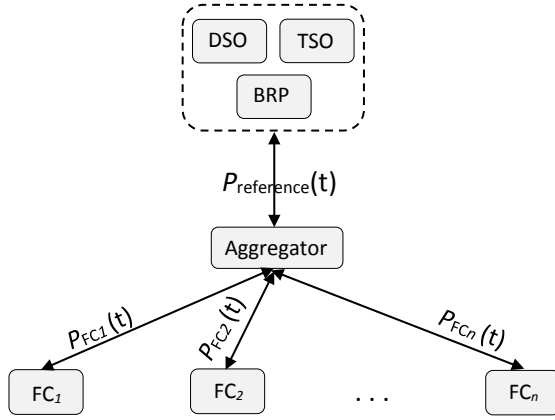 DSO TSO
BRP
Preference(t)
Aggregator
PFC1(t) PFC2(t) PFCn(t)
FC1 FC2 ... FCn